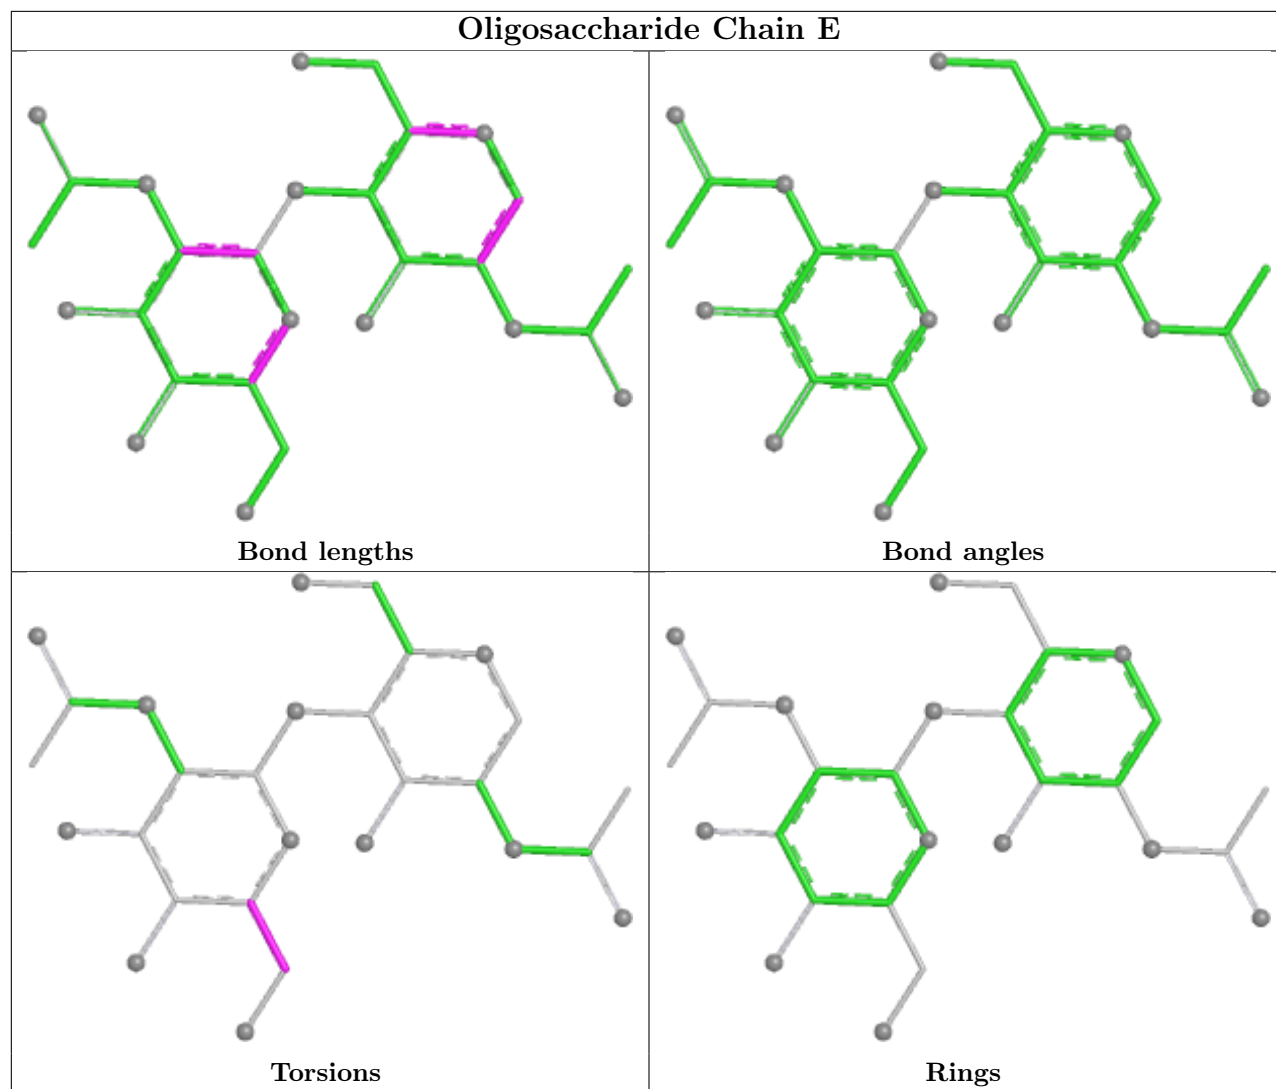 Oligosaccharide Chain E
Bond lengths
Bond angles
Torsions
Rings